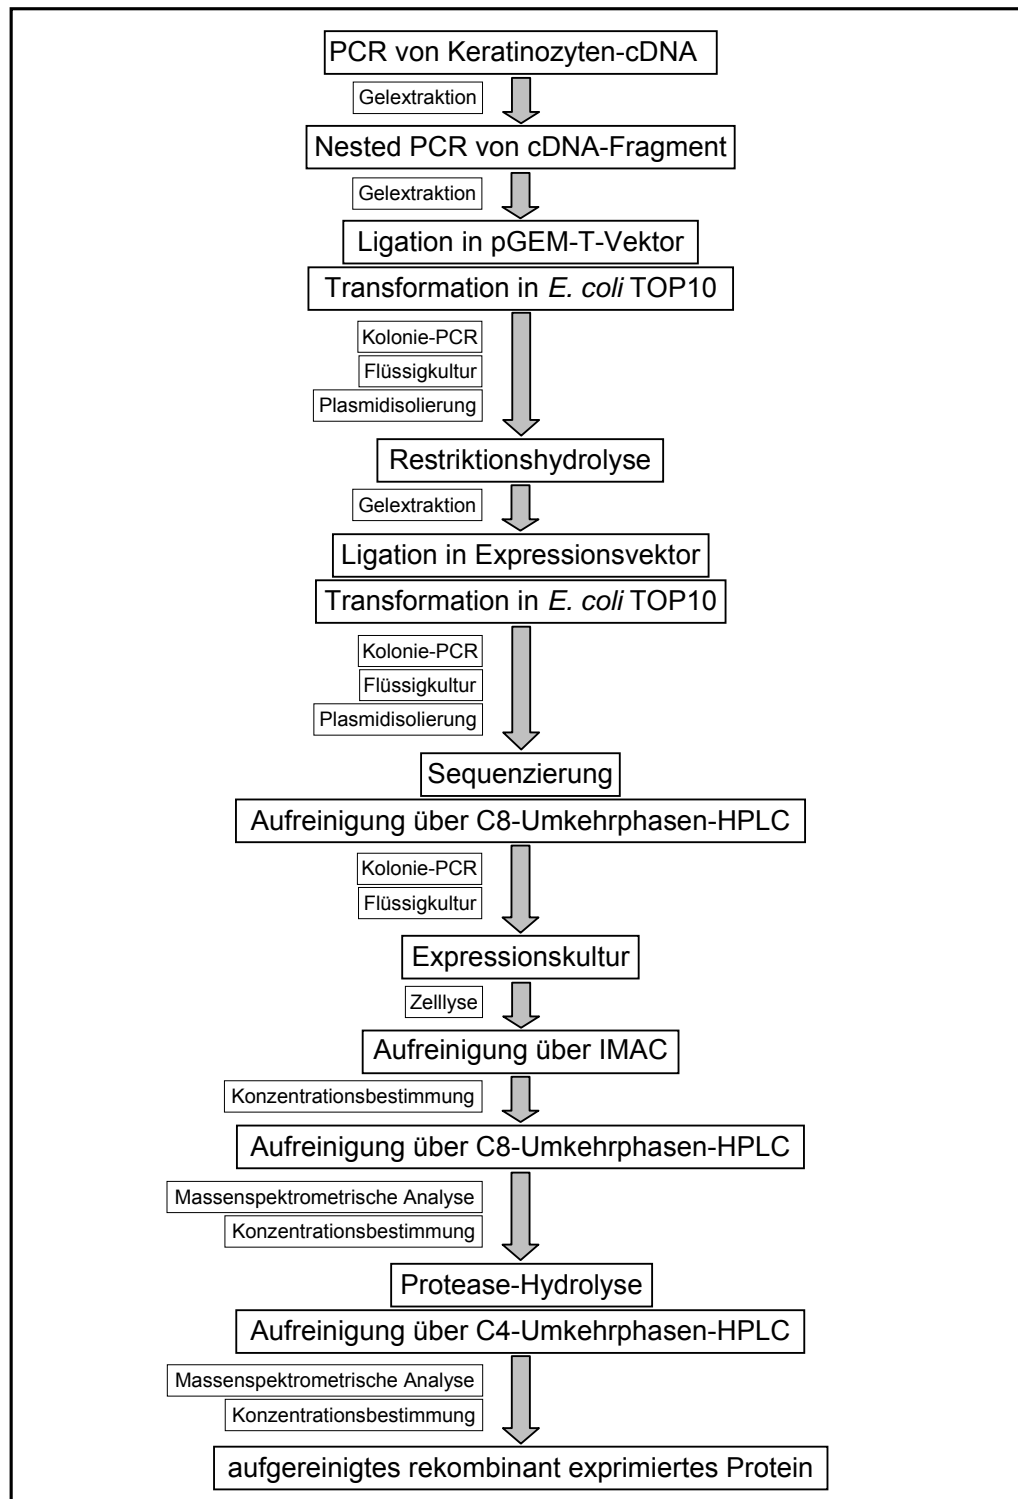 PCR von Keratinozyten-cDNA
Gelextraktion
Nested PCR von cDNA-Fragment
Gelextraktion
Ligation in pGEM-T-Vektor
Transformation in E. coli TOP10
Kolonie-PCR
Flüssigkultur
Plasmidisolierung
Restriktionshydrolyse
Gelextraktion
Ligation in Expressionsvektor
Transformation in E. coli TOP10
Kolonie-PCR
Flüssigkultur
Plasmidisolierung
Sequenzierung
Aufreinigung über C8-Umkehrphasen-HPLC
Kolonie-PCR
Flüssigkultur
Expressionskultur
Zelllyse
Aufreinigung über IMAC
Konzentrationsbestimmung
Aufreinigung über C8-Umkehrphasen-HPLC
Massenspektrometrische Analyse
Konzentrationsbestimmung
Protease-Hydrolyse
Aufreinigung über C4-Umkehrphasen-HPLC
Massenspektrometrische Analyse
Konzentrationsbestimmung
aufgereinigtes rekombinant exprimiertes Protein